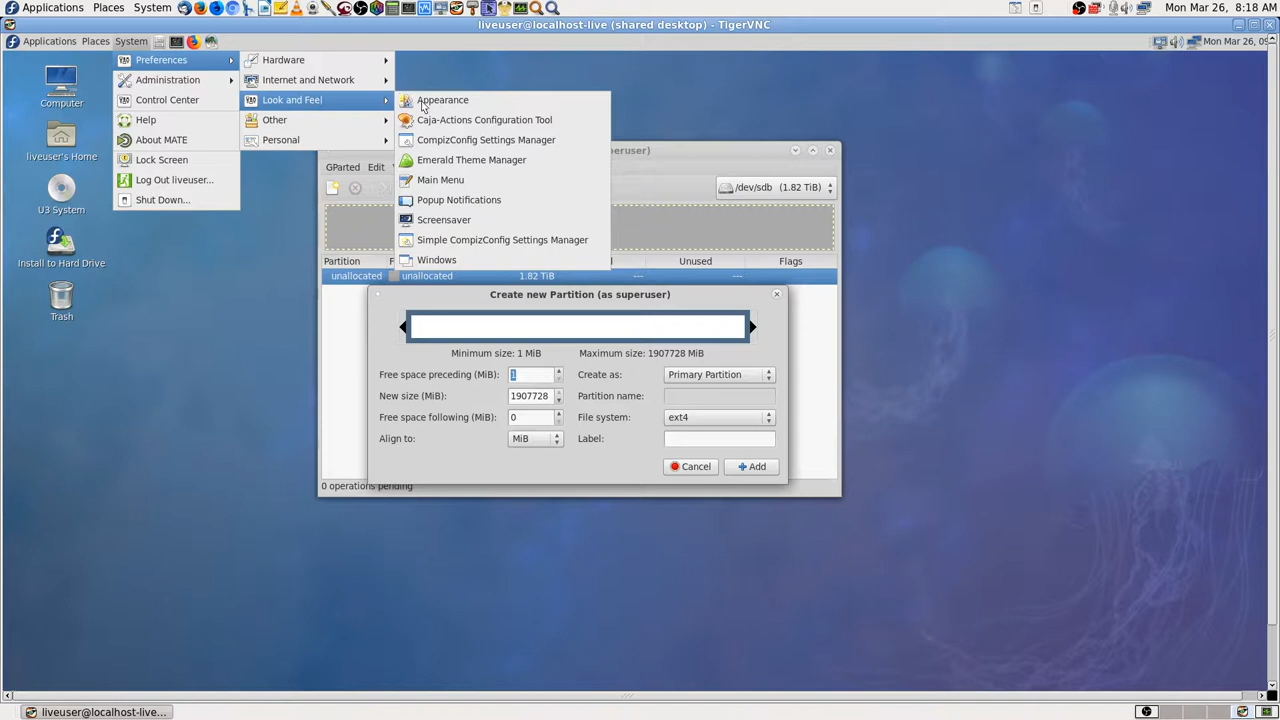 Applications Places System
Mon Mar 26, 8:18 AM
liveuser@localhost-live (shared desktop) - TigerVNC
Applications Places System
Mon Mar 26, 09
Preferences
Administration
Control Center
Help
About MATE
Lock Screen
Log Out liveuser...
Shut Down...
Hardware
Internet and Network
Look and Feel
Other
Personal
Appearance
Caja-Actions Configuration Tool
CompizConfig Settings Manager
Emerald Theme Manager
Main Menu
Popup Notifications
Screensaver
Simple CompizConfig Settings Manager
Windows
Computer
liveuser's Home
U3 System
Install to Hard Drive
Trash
superuser)
GParted Edit
/dev/sdb (1.82 TiB)
Partition Unused Flags
unallocated unallocated 1.82 TiB --- ---
Create new Partition (as superuser)
Minimum size: 1 MiB Maximum size: 1907728 MiB
Free space preceding (MiB): 1 Create as: Primary Partition
New size (MiB): 1907728 Partition name:
Free space following (MiB): 0 File system: ext4
Align to: MiB Label:
Cancel Add
0 operations pending
liveuser@localhost-live...